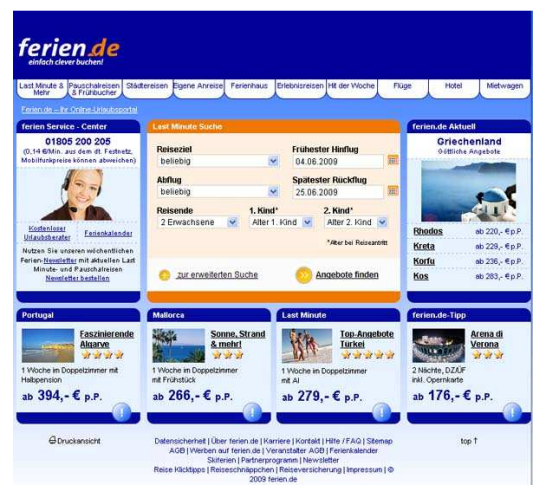 ferien.de
einfach clever buchen!
Last Minute & Mehr
Pauschalreisen & Frühbucher
Städtereisen
Eigene Anreise
Ferienhaus
Erlebnisreisen
Hit der Woche
Flüge
Hotel
Mietwagen
Ferien.de – Ihr Online-Urlaubsportal
ferien Service - Center
01805 200 205
(0,14 €/Min. aus dem dt. Festnetz,
Mobilfunkpreise können abweichen)
Kostenloser
Urlaubsberater
Ferienkalender
Nutzen Sie unseren wöchentlichen
Ferien-Newsletter mit aktuellen Last
Minute- und Pauschalreisen
Newsletter bestellen
Last Minute Suche
Reiseziel
beliebig
Frühester Hinflug
04.06.2009
Abflug
beliebig
Spätester Rückflug
25.06.2009
Reisende
2 Erwachsene
1. Kind*
Alter 1. Kind
2. Kind*
Alter 2. Kind
*Alter bei Reiseantritt
zur erweiterten Suche
Angebote finden
ferien.de Aktuell
Griechenland
Göttliche Angebote
Rhodos ab 220,- € p.P.
Kreta ab 229,- € p.P.
Korfu ab 236,- € p.P.
Kos ab 283,- € p.P.
Portugal
Faszinierende
Algarve
1 Woche im Doppelzimmer mit
Halbpension
ab 394,- € p.P.
Mallorca
Sonne, Strand
& mehr!
1 Woche im Doppelzimmer
mit Frühstück
ab 266,- € p.P.
Last Minute
Top-Angebote
Türkei
1 Woche im Doppelzimmer
mit AI
ab 279,- € p.P.
ferien.de-Tipp
Arena di
Verona
2 Nächte, DZ/ÜF
inkl. Opernkarte
ab 176,- € p.P.
Druckansicht
Datensicherheit | Über ferien.de | Karriere | Kontakt | Hilfe / FAQ | Sitemap
AGB | Werben auf ferien.de | Veranstalter AGB | Ferienkalender
Skiferien | Partnerprogramm | Newsletter
Reise Klicktipps | Reiseschnäppchen | Reiseversicherung | Impressum | ©
2009 ferien.de
top ↑